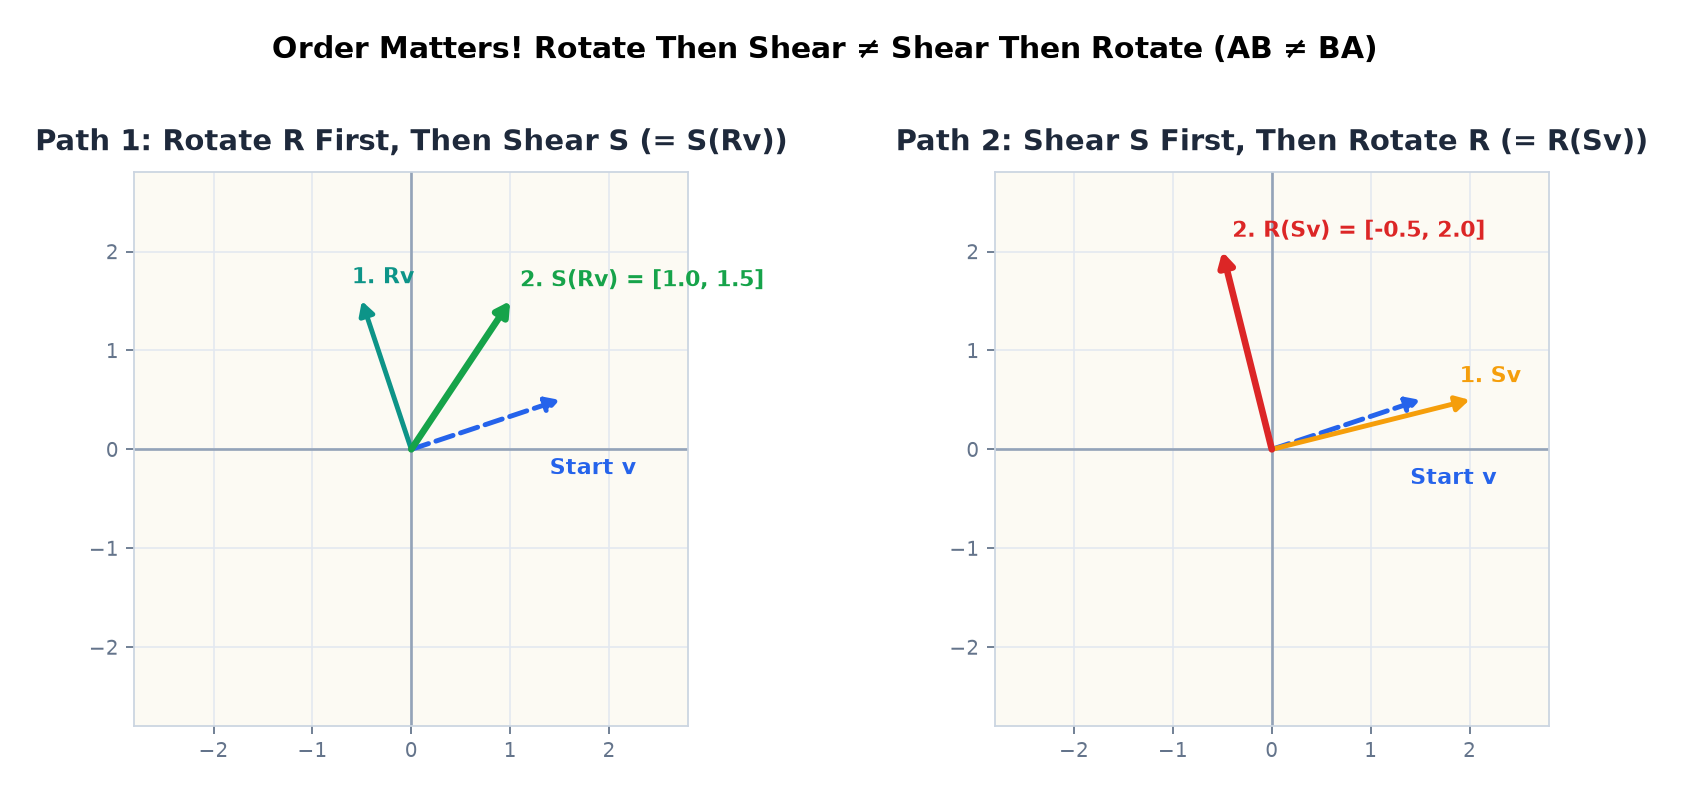 Order Matters! Rotate Then Shear ≠ Shear Then Rotate (AB ≠ BA)
Path 1: Rotate R First, Then Shear S (= S(Rv))
2
1
0
−1
−2
−2
−1
0
1
2
1. Rv
2. S(Rv) = [1.0, 1.5]
Start v
Path 2: Shear S First, Then Rotate R (= R(Sv))
2
1
0
−1
−2
−2
−1
0
1
2
2. R(Sv) = [-0.5, 2.0]
1. Sv
Start v